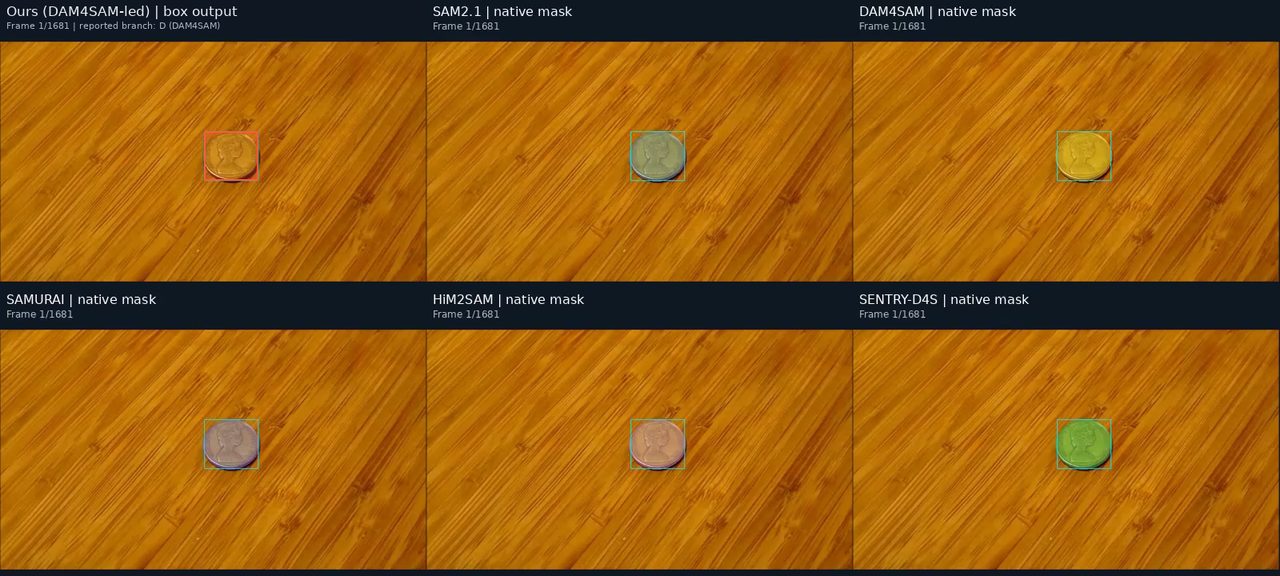 Ours (DAM4SAM-led) | box output
Frame 1/1681 | reported branch: D (DAM4SAM)
SAM2.1 | native mask
Frame 1/1681
DAM4SAM | native mask
Frame 1/1681
SAMURAI | native mask
Frame 1/1681
HiM2SAM | native mask
Frame 1/1681
SENTRY-D4S | native mask
Frame 1/1681